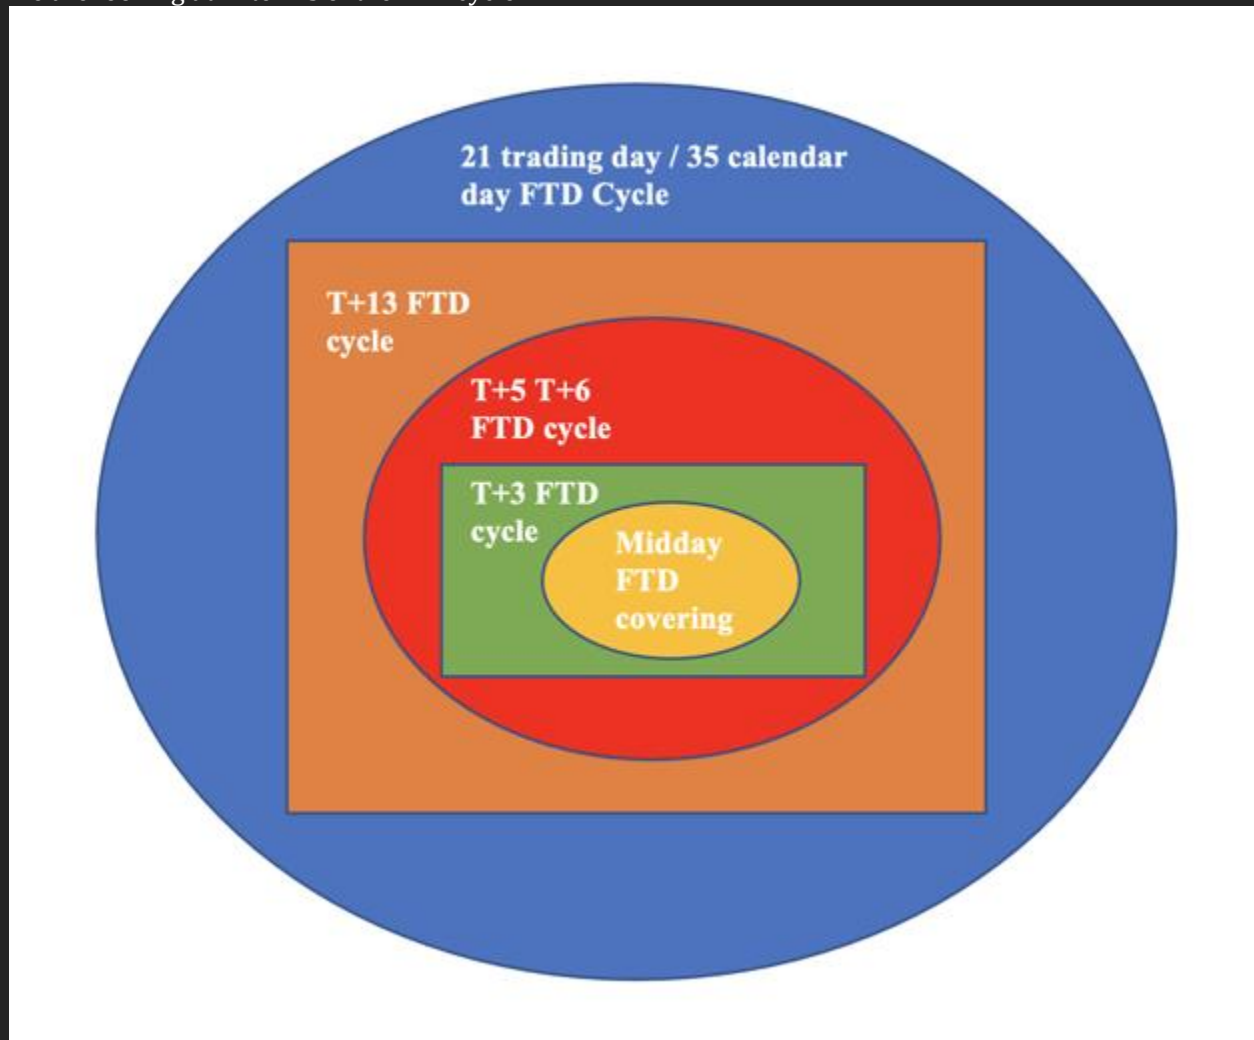 21 trading day / 35 calendar
day FTD Cycle
T+13 FTD
cycle
T+5 T+6
FTD cycle
T+3 FTD
cycle
Midday
FTD
covering